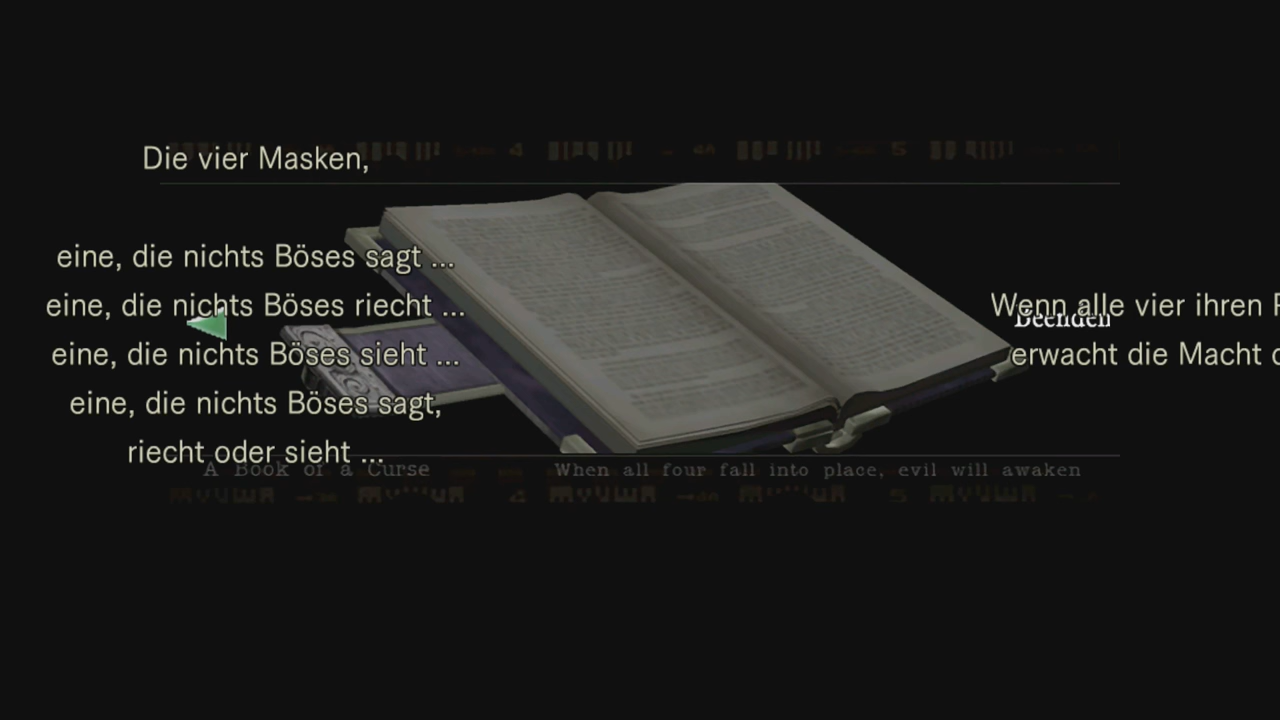 Die vier Masken,
eine, die nichts Böses sagt ...
eine, die nichts Böses riecht ...
eine, die nichts Böses sieht ...
eine, die nichts Böses sagt,
riecht oder sieht ...
Wenn alle vier ihren
erwacht die Macht
Beenden
A Book of a Curse
When all four fall into place, evil will awaken